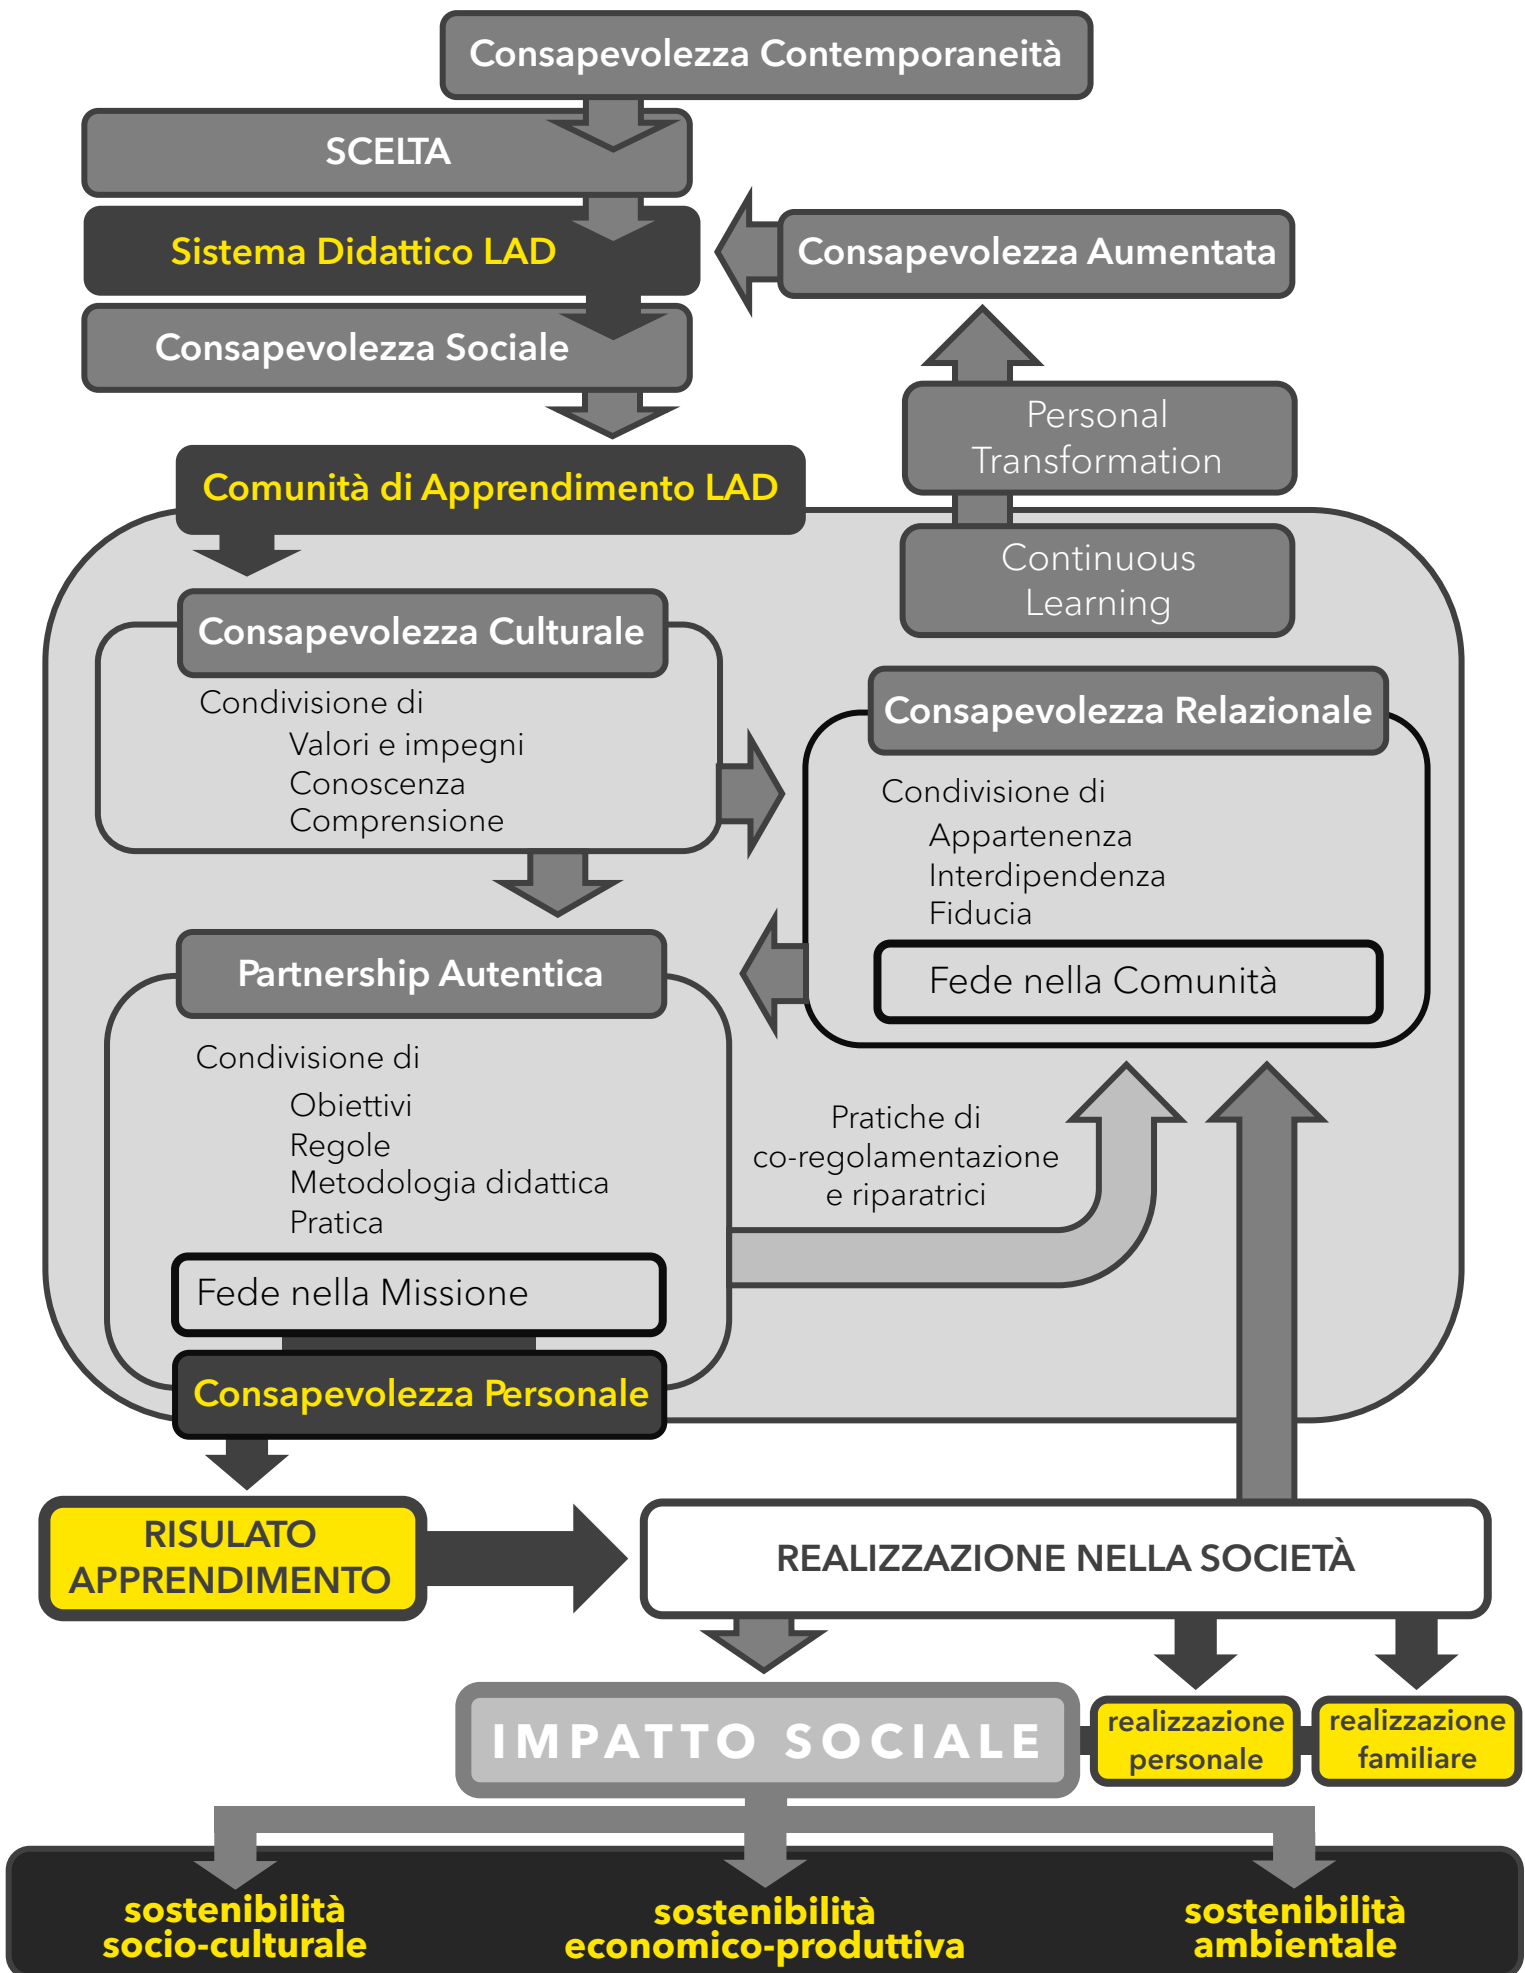 Consapevolezza Contemporaneità
SCELTA
Sistema Didattico LAD
Consapevolezza Aumentata
Consapevolezza Sociale
Personal
Transformation
Comunità di Apprendimento LAD
Continuous
Learning
Consapevolezza Culturale
Condivisione di
Valori e impegni
Conoscenza
Comprensione
Consapevolezza Relazionale
Condivisione di
Appartenenza
Interdipendenza
Fiducia
Fede nella Comunità
Partnership Autentica
Condivisione di
Obiettivi
Regole
Metodologia didattica
Pratica
Fede nella Missione
Pratiche di
co-regolamentazione
e riparatrici
Consapevolezza Personale
RISULATO
APPRENDIMENTO
REALIZZAZIONE NELLA SOCIETÀ
IMPATTO SOCIALE
realizzazione
personale
realizzazione
familiare
sostenibilità
socio-culturale
sostenibilità
economico-produttiva
sostenibilità
ambientale